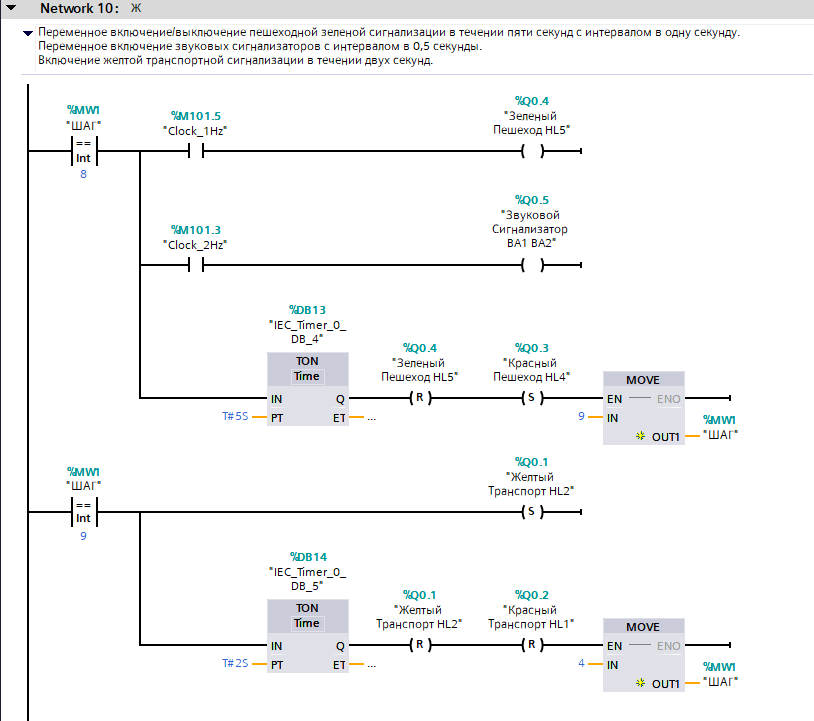 Network 10: Ж
Переменное включение/выключение пешеходной зеленой сигнализации в течении пяти секунд с интервалом в одну секунду.
Переменное включение звуковых сигнализаторов с интервалом в 0,5 секунды.
Включение желтой транспортной сигнализации в течении двух секунд.
%MW1
"ШАГ"
==
Int
8
%M101.5
"Clock_1Hz"
%Q0.4
"Зеленый
Пешеход HL5"
%M101.3
"Clock_2Hz"
%Q0.5
"Звуковой
Сигнализатор
BA1 BA2"
%DB13
"IEC_Timer_0_
DB_4"
TON
Time
IN Q
T#5S PT ET ...
%Q0.4
"Зеленый
Пешеход HL5"
R
%Q0.3
"Красный
Пешеход HL4"
S
MOVE
EN ENO
9 IN
OUT1
%MW1
"ШАГ"
%MW1
"ШАГ"
==
Int
9
%Q0.1
"Желтый
Транспорт HL2"
S
%DB14
"IEC_Timer_0_
DB_5"
TON
Time
IN Q
T#2S PT ET ...
%Q0.1
"Желтый
Транспорт HL2"
R
%Q0.2
"Красный
Транспорт HL1"
R
MOVE
EN ENO
4 IN
OUT1
%MW1
"ШАГ"